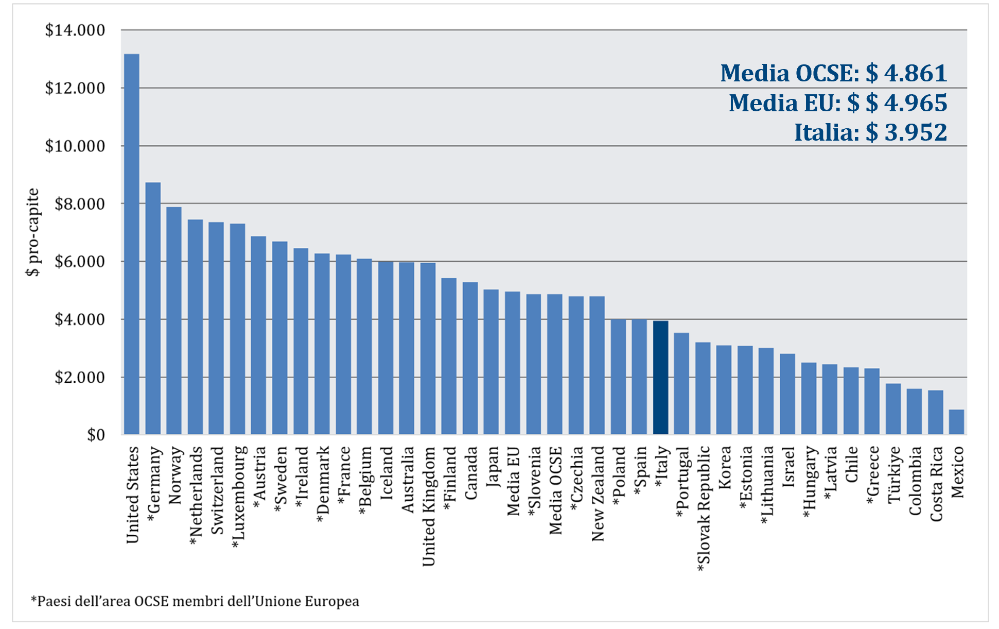 $14.000
$12.000
$10.000
$8.000
$6.000
$4.000
$2.000
$0
$ pro-capite
Media OCSE: $ 4.861
Media EU: $ $ 4.965
Italia: $ 3.952
United States
*Germany
Norway
*Netherlands
Switzerland
*Luxembourg
*Austria
*Sweden
*Ireland
*Denmark
*France
*Belgium
Iceland
Australia
United Kingdom
*Finland
Canada
Japan
Media EU
*Slovenia
Media OCSE
*Czechia
New Zealand
*Poland
*Spain
*Italy
*Portugal
*Slovak Republic
Korea
*Estonia
*Lithuania
Israel
*Hungary
*Latvia
Chile
*Greece
Türkiye
Colombia
Costa Rica
Mexico
*Paesi dell’area OCSE membri dell’Unione Europea